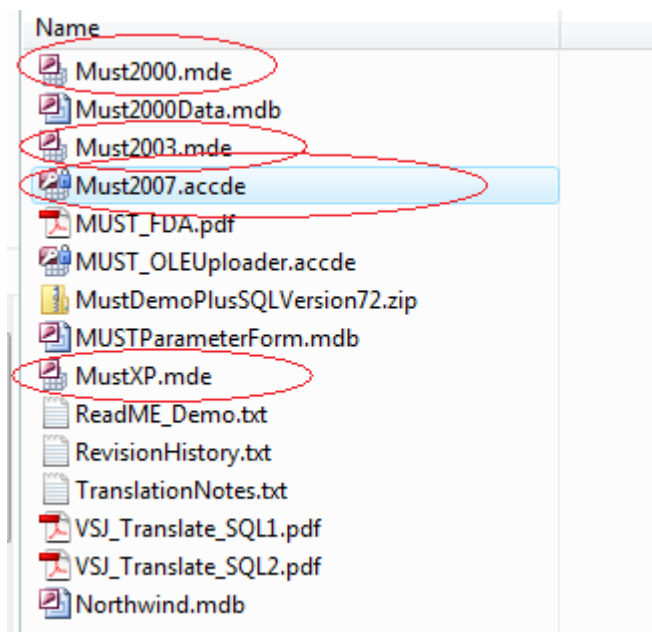 Name
Must2000.mde
Must2000Data.mdb
Must2003.mde
Must2007.accde
MUST_FDA.pdf
MUST_OLEUploader.accde
MustDemoPlusSQLVersion72.zip
MUSTParameterForm.mdb
MustXP.mde
ReadME_Demo.txt
RevisionHistory.txt
TranslationNotes.txt
VSJ_Translate_SQL1.pdf
VSJ_Translate_SQL2.pdf
Northwind.mdb